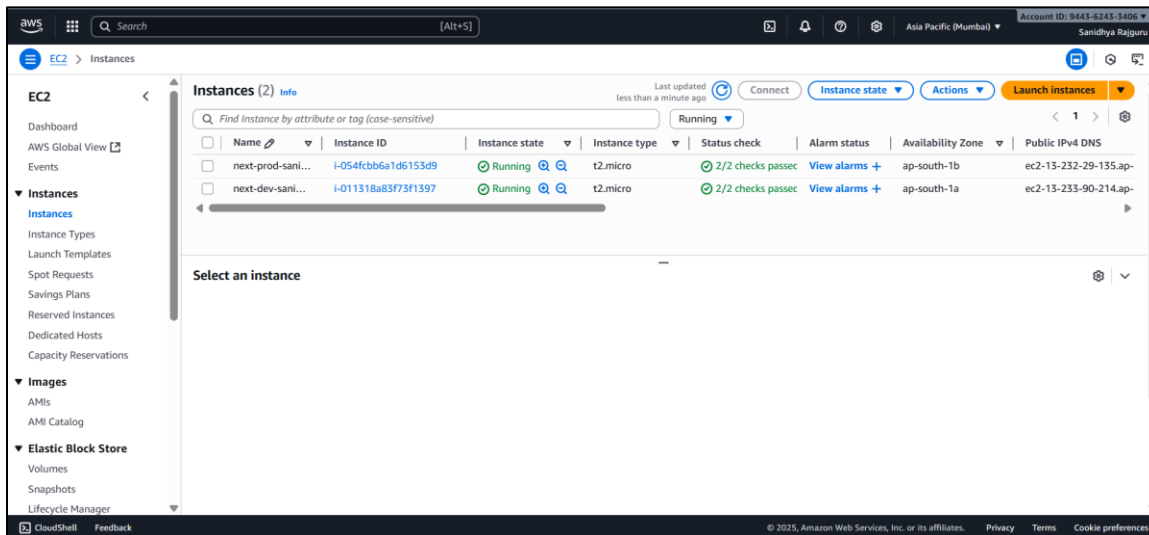 aws Search [Alt+S] Asia Pacific (Mumbai) Account ID: 9443-6243-3406
Sanidhya Rajguru
EC2 > Instances
EC2
Dashboard
AWS Global View
Events
Instances
Instances
Instance Types
Launch Templates
Spot Requests
Savings Plans
Reserved Instances
Dedicated Hosts
Capacity Reservations
Images
AMIs
AMI Catalog
Elastic Block Store
Volumes
Snapshots
Lifecycle Manager
Instances (2) Info
Last updated
less than a minute ago
Connect Instance state Actions Launch instances
Find Instance by attribute or tag (case-sensitive) Running 1
Name Instance ID Instance state Instance type Status check Alarm status Availability Zone Public IPv4 DNS
next-prod-sani... i-054fcbb6a1d6153d9 Running t2.micro 2/2 checks passec View alarms + ap-south-1b ec2-13-232-29-135.ap-
next-dev-sani... i-011318a83f73f1397 Running t2.micro 2/2 checks passec View alarms + ap-south-1a ec2-13-233-90-214.ap-
Select an instance
CloudShell Feedback © 2025, Amazon Web Services, Inc. or its affiliates. Privacy Terms Cookie preferences